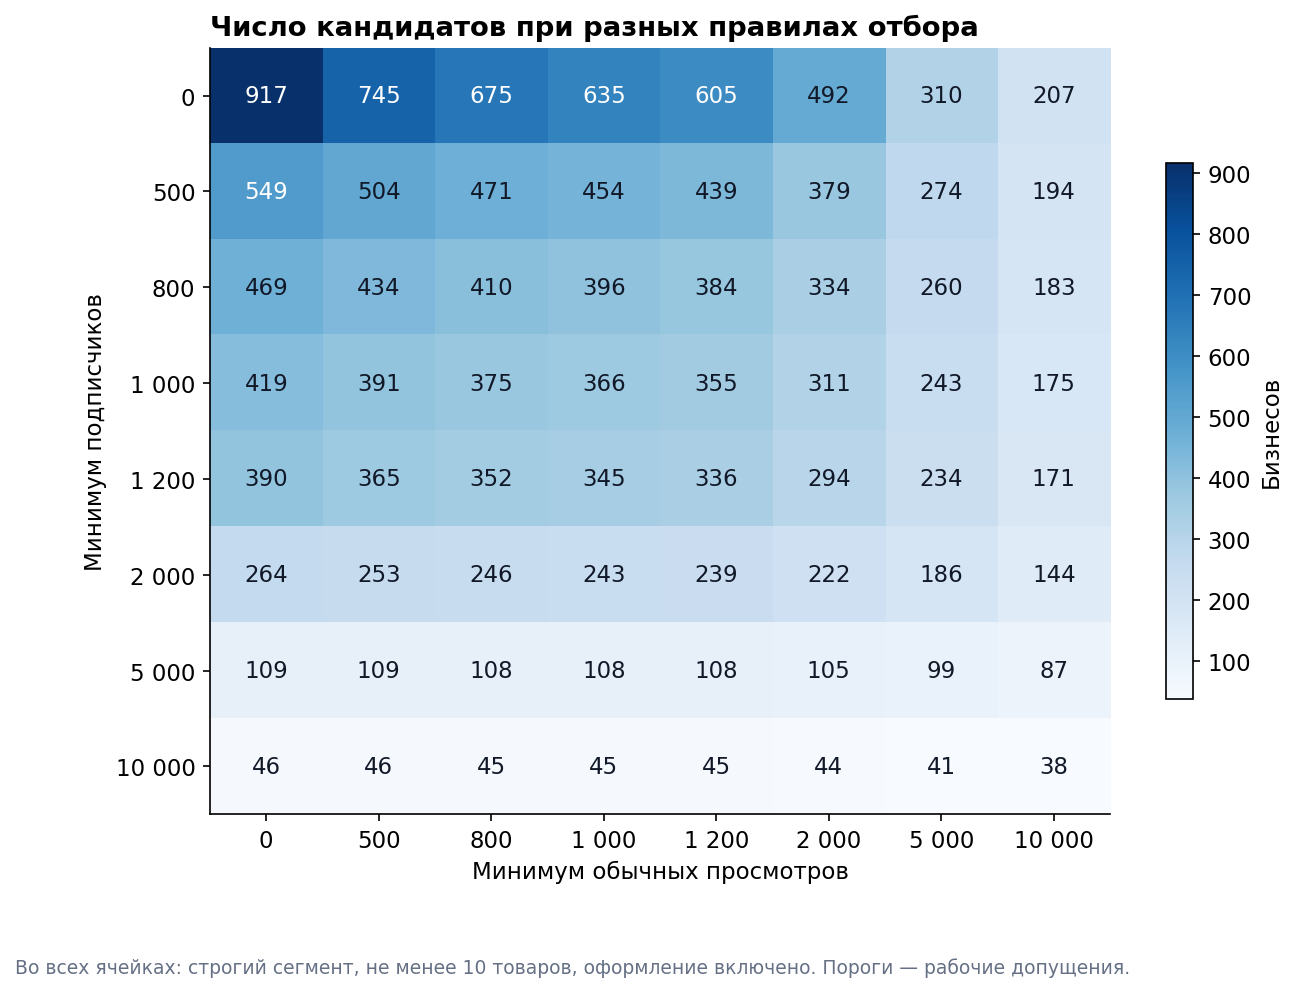 Число кандидатов при разных правилах отбора
0 917 745 675 635 605 492 310 207
500 549 504 471 454 439 379 274 194
800 469 434 410 396 384 334 260 183
1 000 419 391 375 366 355 311 243 175
1 200 390 365 352 345 336 294 234 171
2 000 264 253 246 243 239 222 186 144
5 000 109 109 108 108 108 105 99 87
10 000 46 46 45 45 45 44 41 38
0 500 800 1 000 1 200 2 000 5 000 10 000
Минимум подписчиков
Минимум обычных просмотров
900
800
700
600
500
400
300
200
100
Бизнесов
Во всех ячейках: строгий сегмент, не менее 10 товаров, оформление включено. Пороги — рабочие допущения.